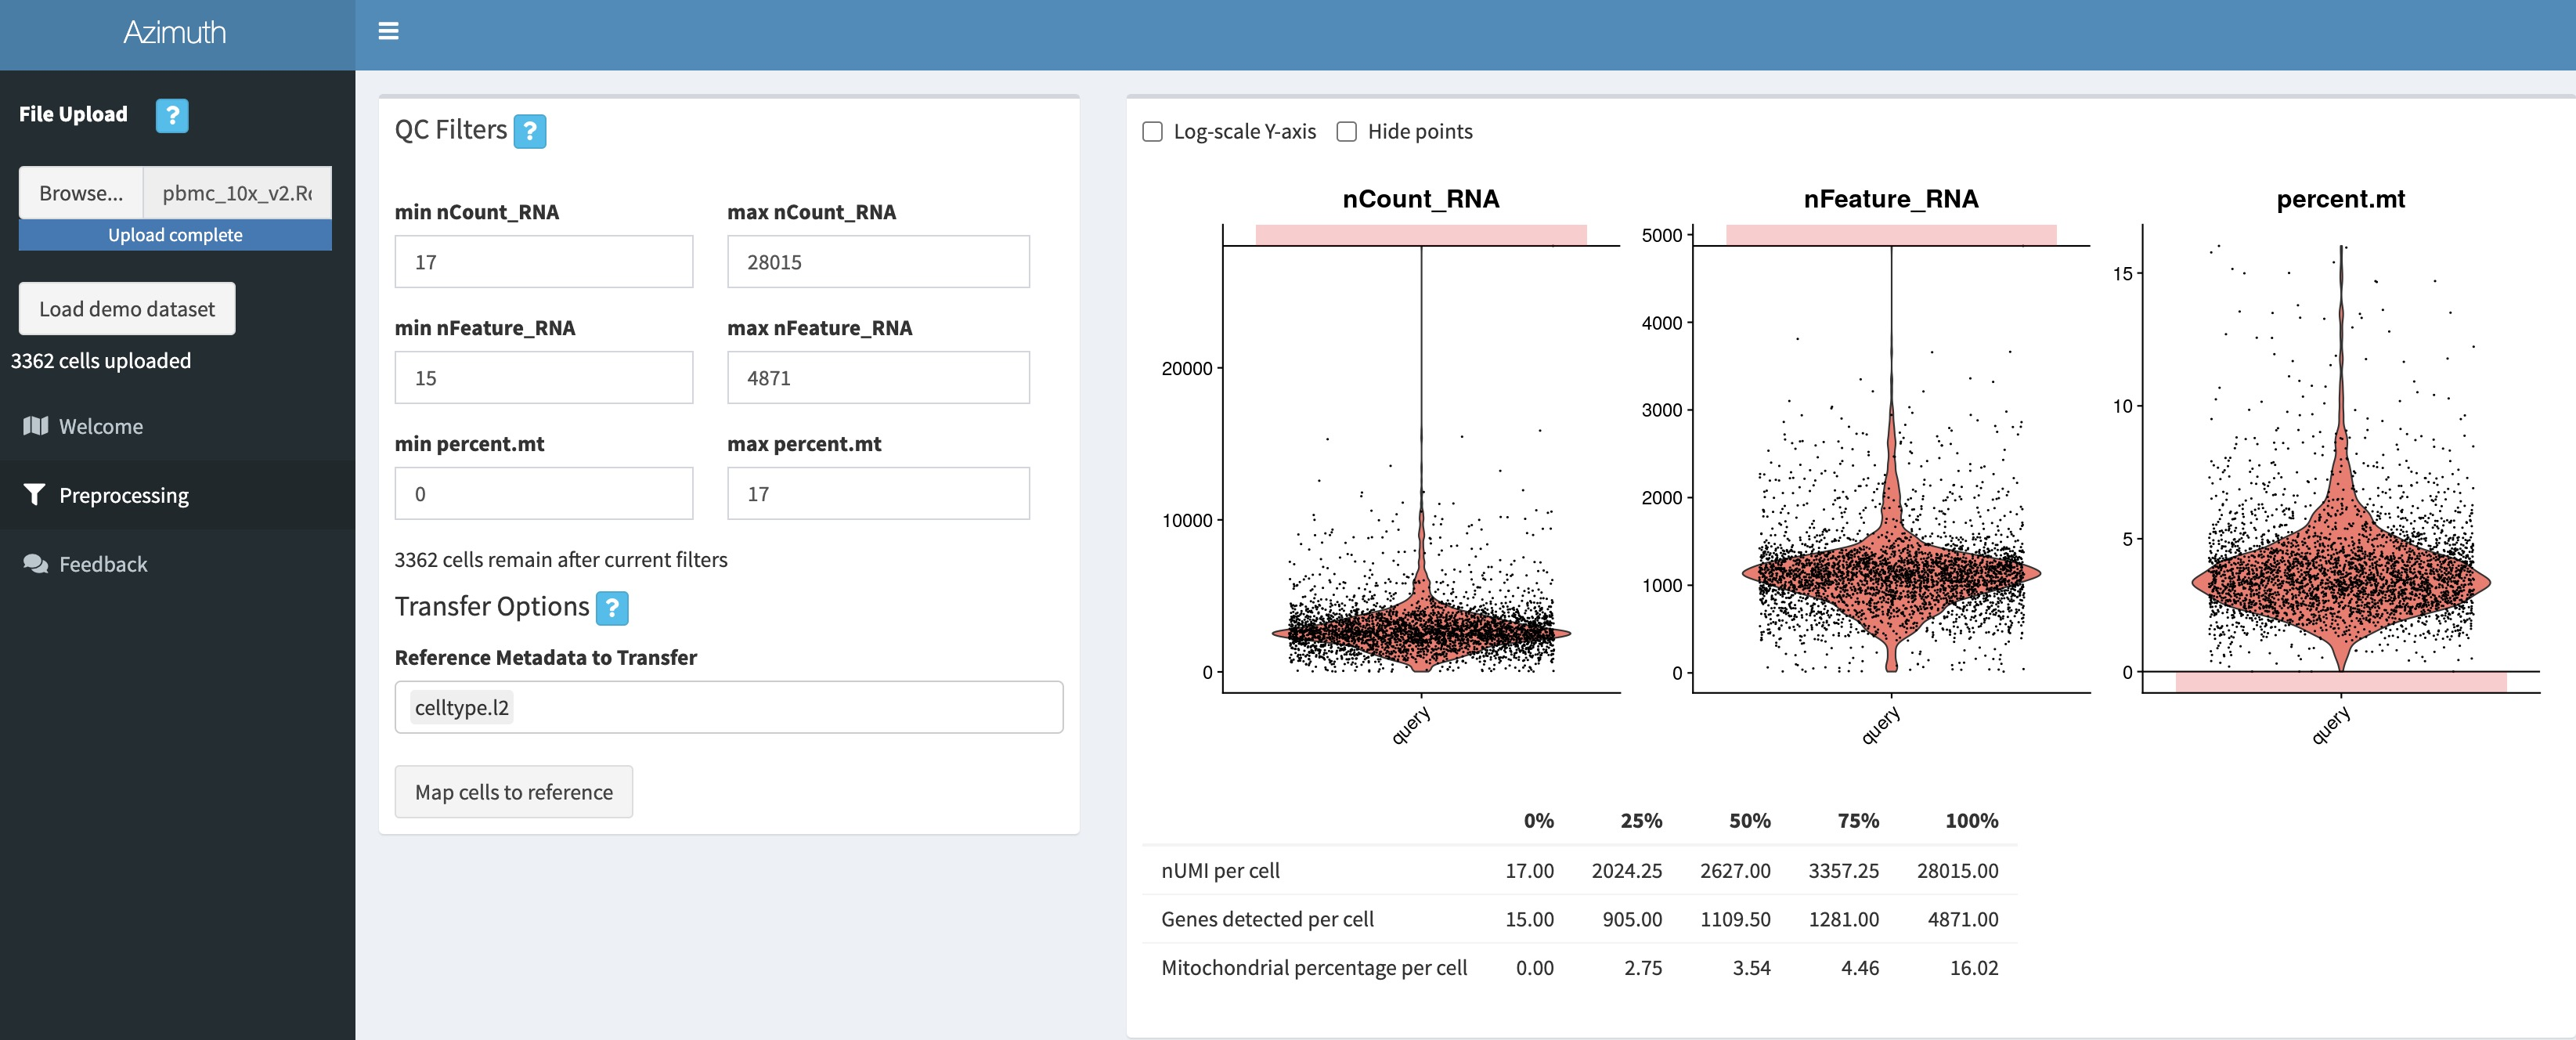 Azimuth
File Upload ?
Browse... pbmc_10x_v2.R
Upload complete
Load demo dataset
3362 cells uploaded
Welcome
Preprocessing
Feedback
QC Filters ?
min nCount_RNA max nCount_RNA
17 28015
min nFeature_RNA max nFeature_RNA
15 4871
min percent.mt max percent.mt
0 17
3362 cells remain after current filters
Transfer Options ?
Reference Metadata to Transfer
celltype.l2
Map cells to reference
Log-scale Y-axis Hide points
nCount_RNA
20000
10000
0
query
nFeature_RNA
5000
4000
3000
2000
1000
0
query
percent.mt
15
10
5
0
query
0% 25% 50% 75% 100%
nUMI per cell 17.00 2024.25 2627.00 3357.25 28015.00
Genes detected per cell 15.00 905.00 1109.50 1281.00 4871.00
Mitochondrial percentage per cell 0.00 2.75 3.54 4.46 16.02